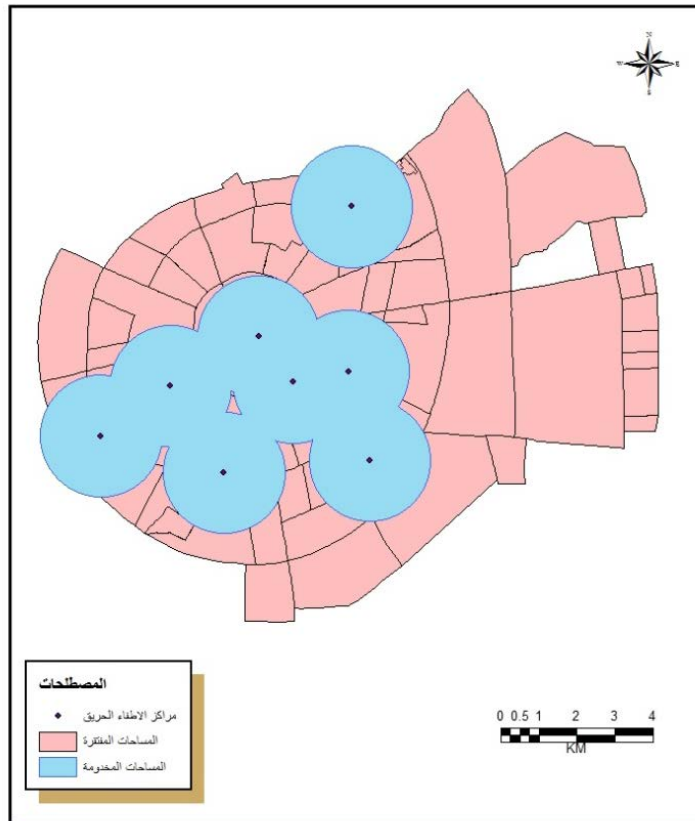 N
W E
S
المصطلحات
مراكز الاطفاء الحريق
المساحات المفتقرة
المساحات المخدومة
0 0.5 1 2 3 4
KM